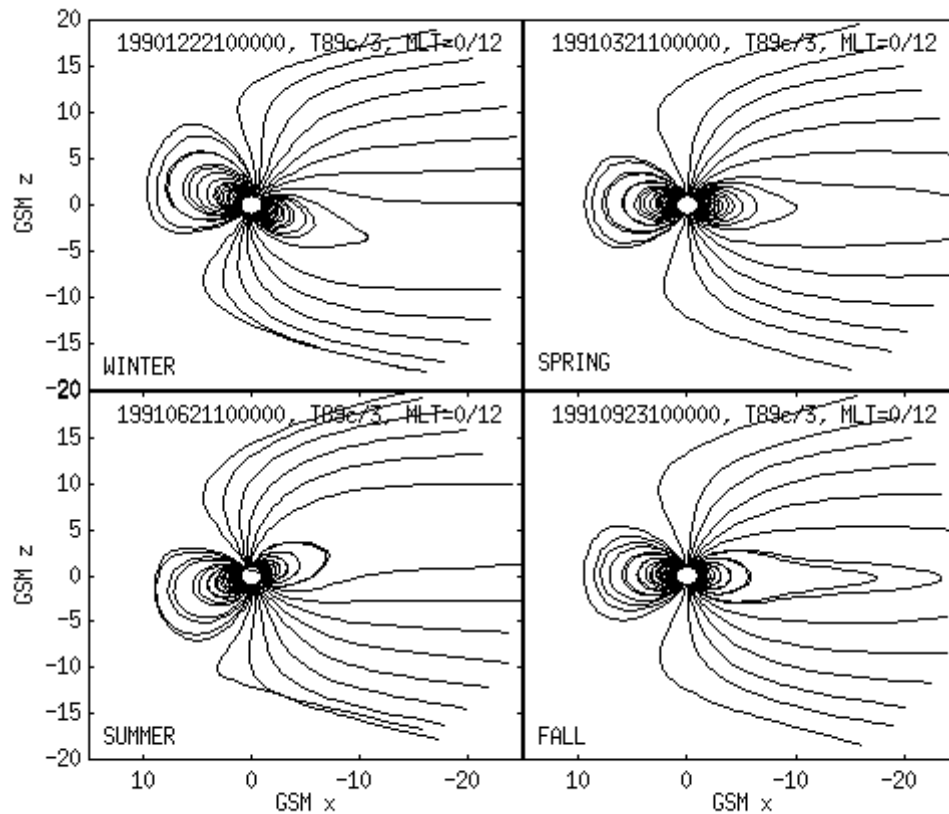 20
15
10
5
0
-5
-10
-15
-20
GSM z
19901222100000, T89c/3, MLT=0/12
WINTER
19910321100000, T89c/3, MLT=0/12
SPRING
20
15
10
5
0
-5
-10
-15
-20
GSM z
19910621100000, T89c/3, MLT=0/12
SUMMER
19910923100000, T89c/3, MLT=0/12
FALL
10 0 -10 -20
GSM x
10 0 -10 -20
GSM x